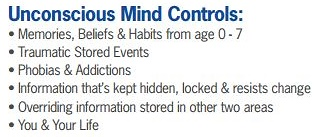 Unconscious Mind Controls:
• Memories, Beliefs & Habits from age 0 - 7
• Traumatic Stored Events
• Phobias & Addictions
• Information that's kept hidden, locked & resists change
• Overriding information stored in other two areas
• You & Your Life